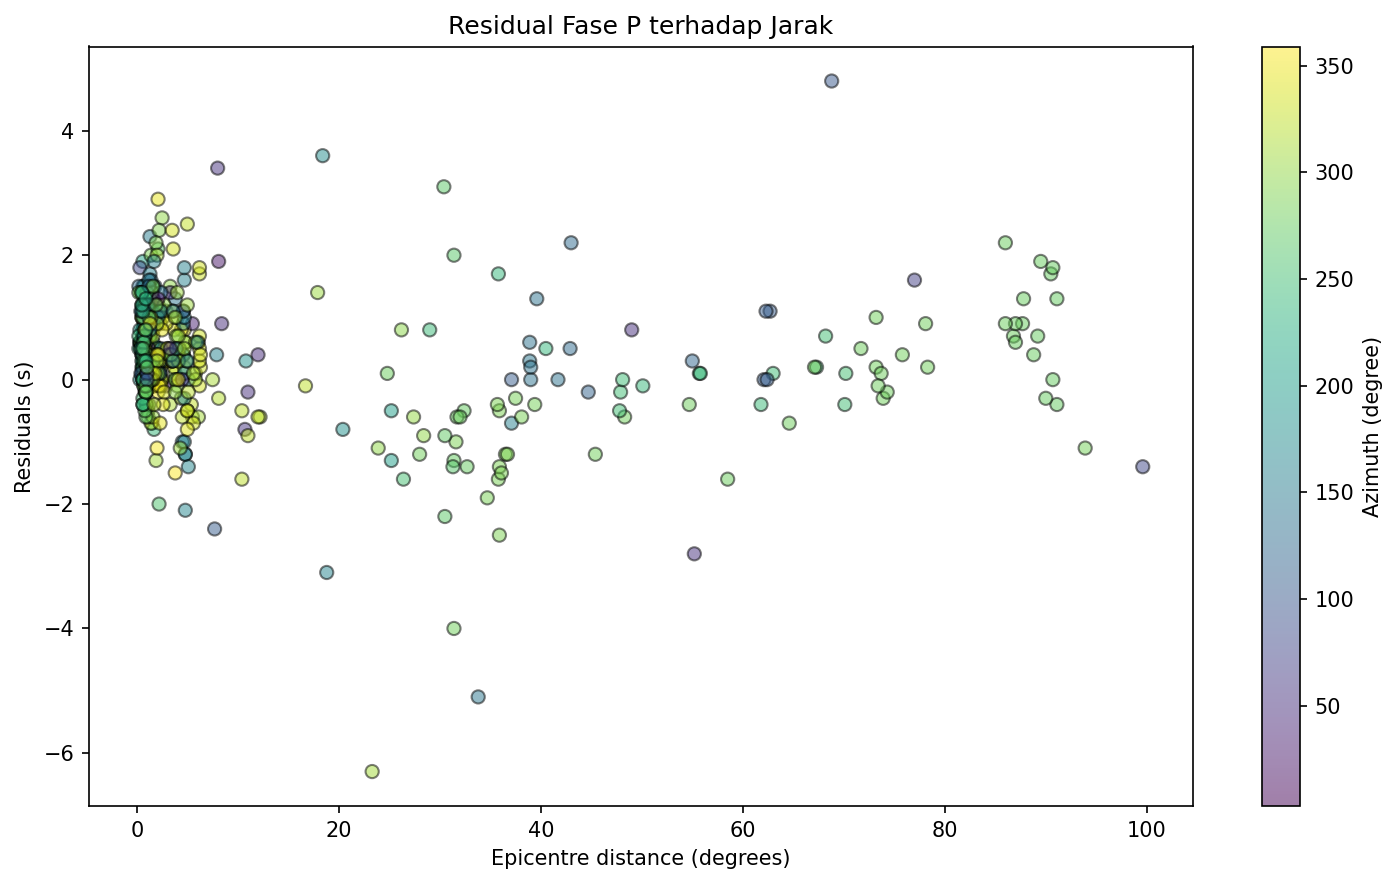 Residual Fase P terhadap Jarak
4
2
0
−2
−4
−6
Residuals (s)
0 20 40 60 80 100
Epicentre distance (degrees)
350
300
250
200
150
100
50
Azimuth (degree)